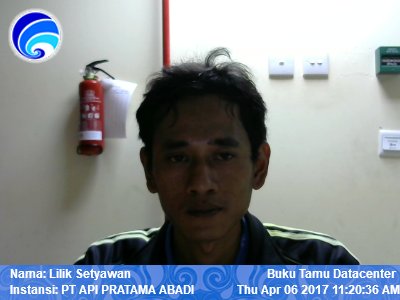 Nama: Lilik Setyawan
Buku Tamu Datacenter
Instansi: PT API PRATAMA ABADI
Thu Apr 06 2017 11:20:36 AM